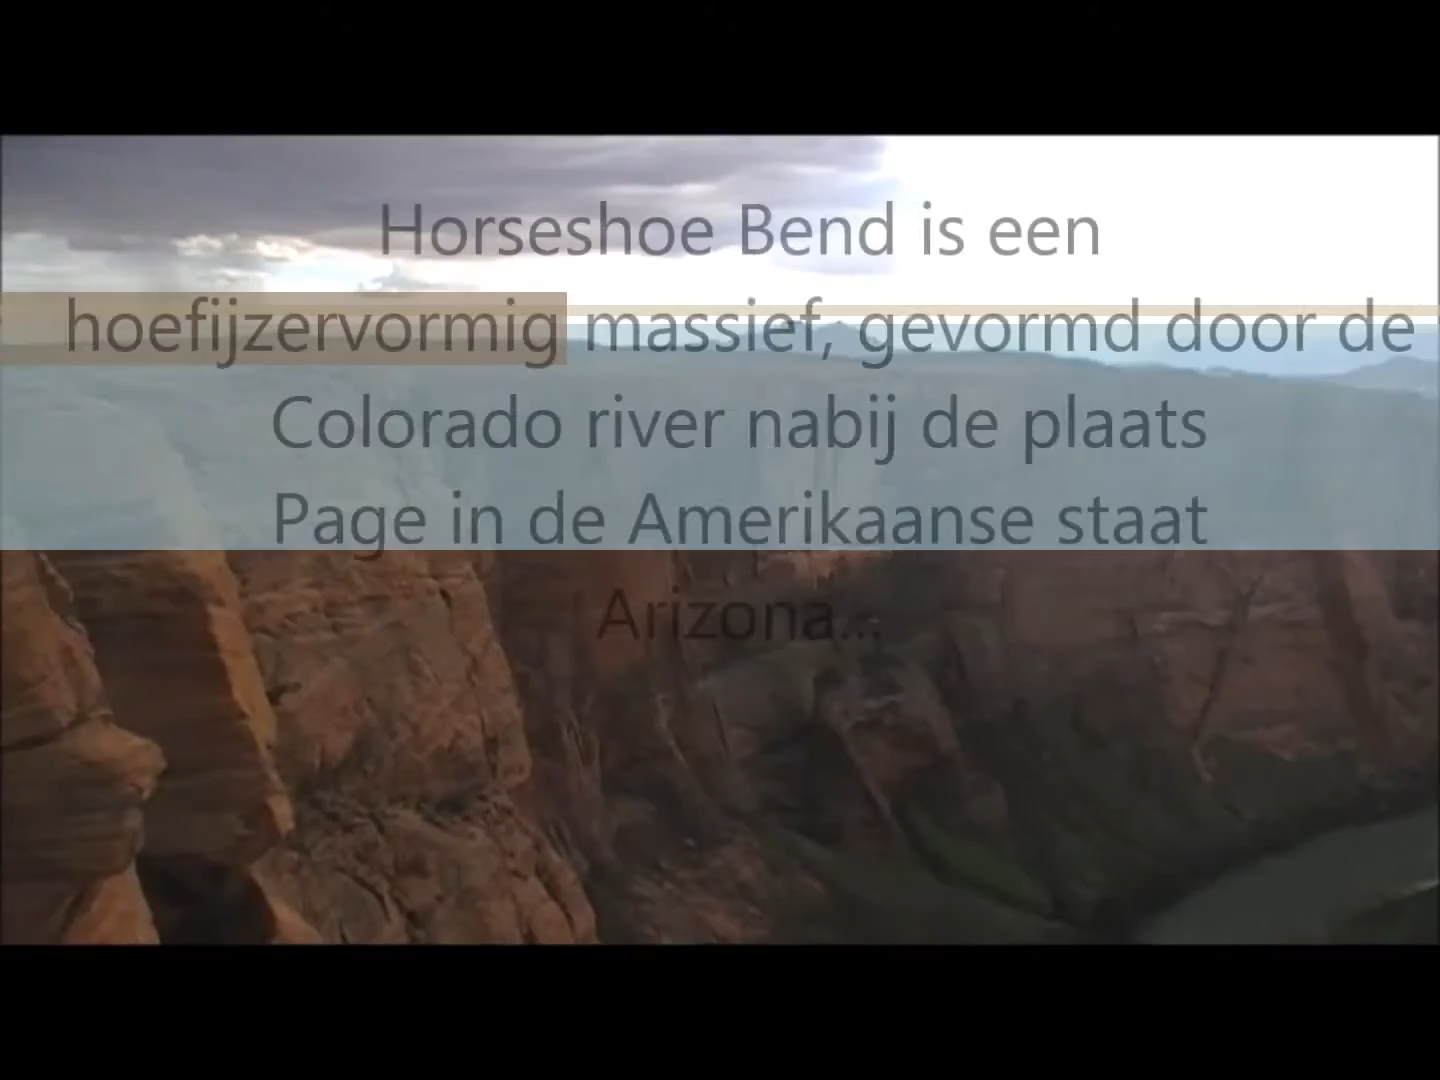 Horseshoe Bend is een
hoefijzervormig massief, gevormd door de
Colorado river nabij de plaats
Page in de Amerikaanse staat
Arizona...